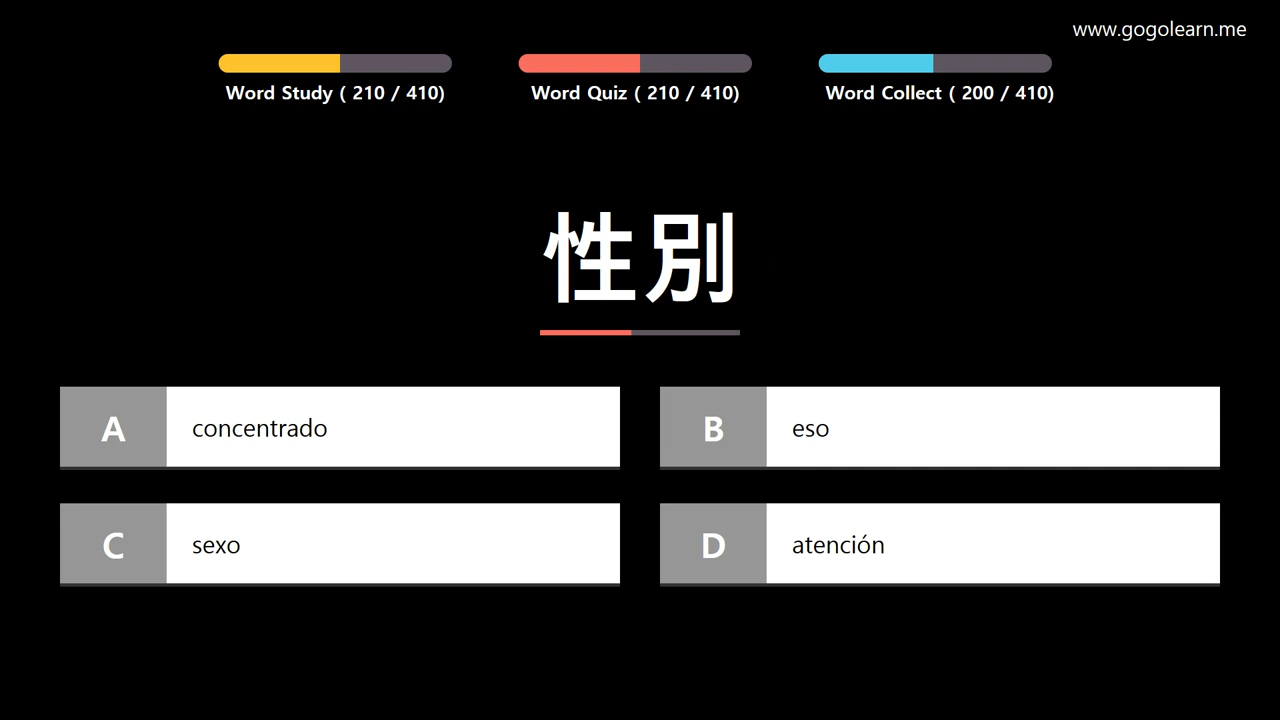 www.gogolearn.me
Word Study ( 210 / 410)
Word Quiz ( 210 / 410)
Word Collect ( 200 / 410)
性別
A concentrado
B eso
C sexo
D atención